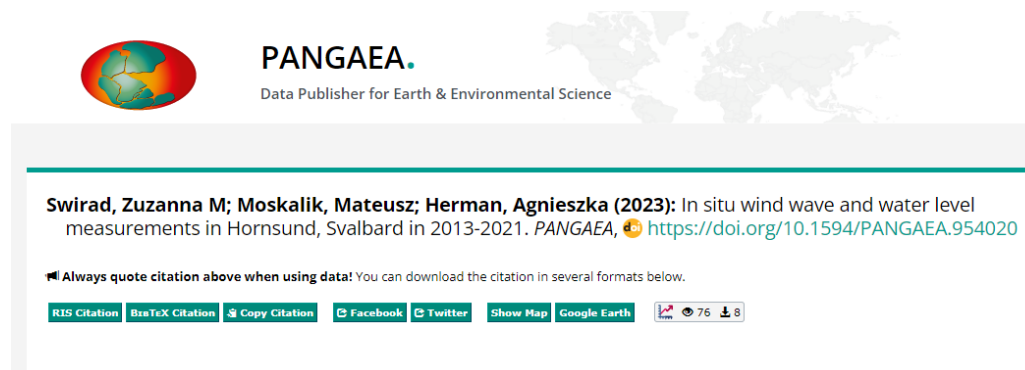 PANGAEA.
Data Publisher for Earth & Environmental Science
Swirad, Zuzanna M; Moskalik, Mateusz; Herman, Agnieszka (2023): In situ wind wave and water level
measurements in Hornsund, Svalbard in 2013-2021. PANGAEA, doi https://doi.org/10.1594/PANGAEA.954020
Always quote citation above when using data! You can download the citation in several formats below.
RIS Citation BibTeX Citation Copy Citation Facebook Twitter Show Map Google Earth 76 8